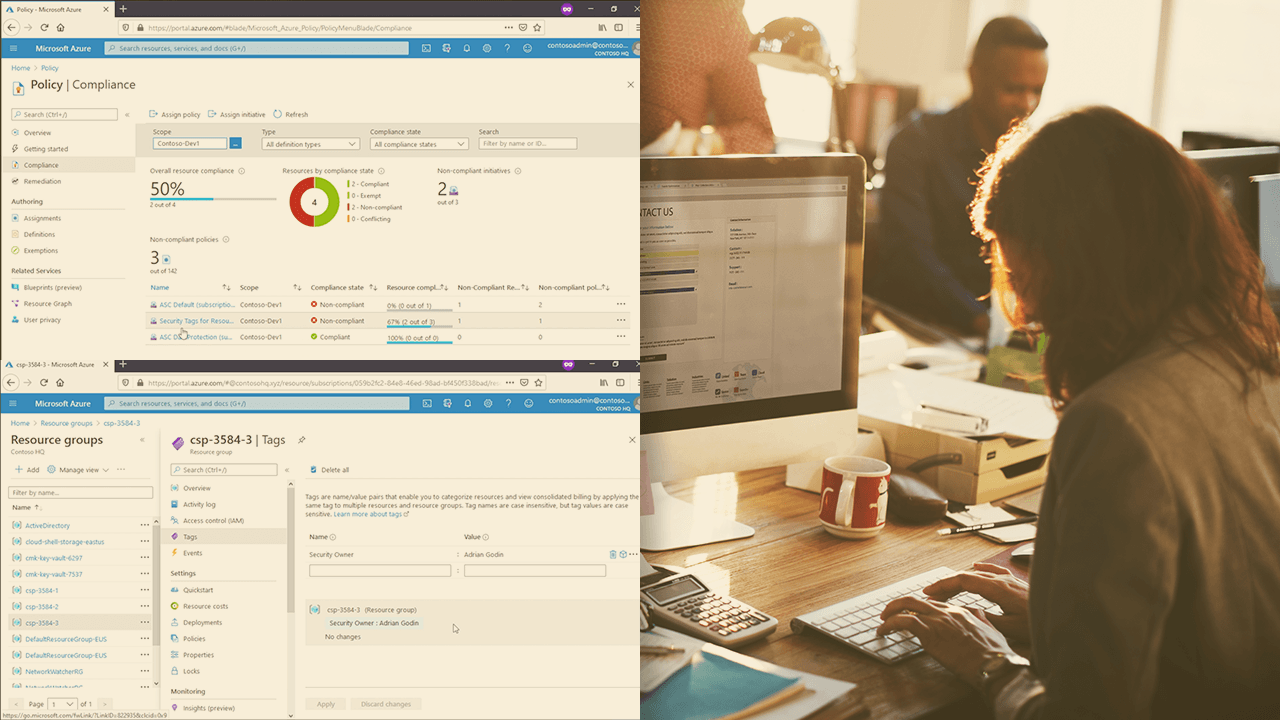 Policy - Microsoft Azure
https://portal.azure.com/#blade/Microsoft_Azure_Policy/PolicyMenuBlade/Compliance
Microsoft Azure
Search resources, services, and docs (G+/)
contosoadmin@contoso...
CONTOSO HQ
Home > Policy
Policy | Compliance
Search (Ctrl+/)
Overview
Getting started
Compliance
Remediation
Authoring
Assignments
Definitions
Exemptions
Related Services
Blueprints (preview)
Resource Graph
User privacy
Assign policy Assign initiative Refresh
Scope Type Compliance state Search
Contoso-Dev1 ... All definition types All compliance states Filter by name or ID...
Overall resource compliance
50%
2 out of 4
Resources by compliance state
4
2 - Compliant
0 - Exempt
2 - Non-compliant
0 - Conflicting
Non-compliant initiatives
2
out of 3
Non-compliant policies
3
out of 142
Name Scope Compliance state Resource compl... Non-Compliant Re... Non-compliant pol...
ASC Default (subscriptio... Contoso-Dev1 Non-compliant 0% (0 out of 1) 1 2 ...
Security Tags for Resou... Contoso-Dev1 Non-compliant 67% (2 out of 3) 1 1 ...
ASC Protection (su... Contoso-Dev1 Compliant 100% (0 out of 0) 0 0 ...
csp-3584-3 - Microsoft Azure
Microsoft Azure
Search resources, services, and docs (G+/)
contosoadmin@contoso...
CONTOSO HQ
Home > Resource groups > csp-3584-3
Resource groups
Contoso HQ
Add Manage view ...
Filter by name...
Name
ActiveDirectory ...
cloud-shell-storage-eastus ...
cmk-key-vault-6297 ...
cmk-key-vault-7537 ...
csp-3584-1 ...
csp-3584-2 ...
csp-3584-3 ...
DefaultResourceGroup-EUS ...
DefaultResourceGroup-EUS ...
NetworkWatcherRG ...
Page 1 of 1
csp-3584-3 | Tags
Resource group
Search (Ctrl+/)
Overview
Activity log
Access control (IAM)
Tags
Events
Settings
Quickstart
Resource costs
Deployments
Policies
Properties
Locks
Monitoring
Insights (preview)
Delete all
Tags are name/value pairs that enable you to categorize resources and view consolidated billing by applying the
same tag to multiple resources and resource groups. Tag names are case insensitive, but tag values are case
sensitive. Learn more about tags
Name Value
Security Owner : Adrian Godin
:
csp-3584-3 (Resource group)
Security Owner : Adrian Godin
No changes
Apply Discard changes
TACT US